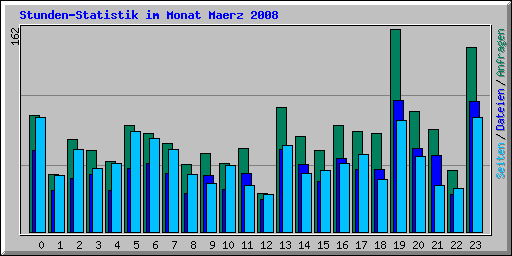 Stunden-Statistik im Monat Maerz 2008
162
Seiten/Dateien/Anfragen
0 1 2 3 4 5 6 7 8 9 10 11 12 13 14 15 16 17 18 19 20 21 22 23